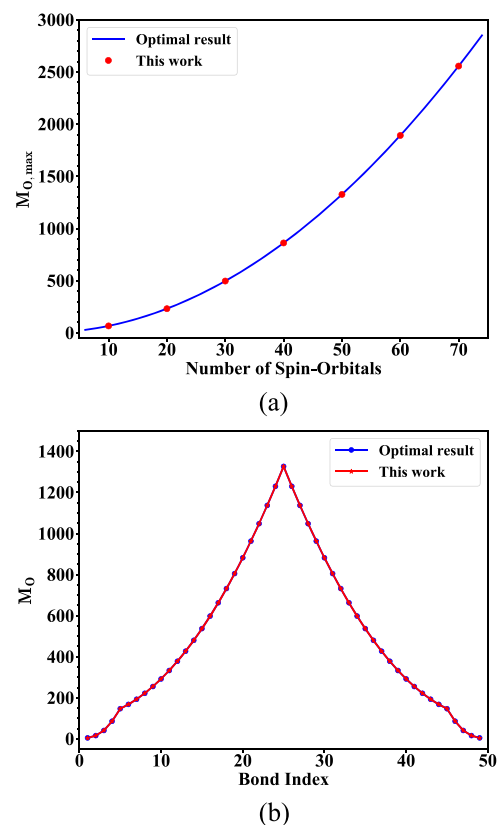 3000
2500
2000
1500
1000
500
0
M_O, max
Optimal result
This work
10 20 30 40 50 60 70
Number of Spin-Orbitals
(a)
1400
1200
1000
800
600
400
200
0
M_O
Optimal result
This work
0 10 20 30 40 50
Bond Index
(b)